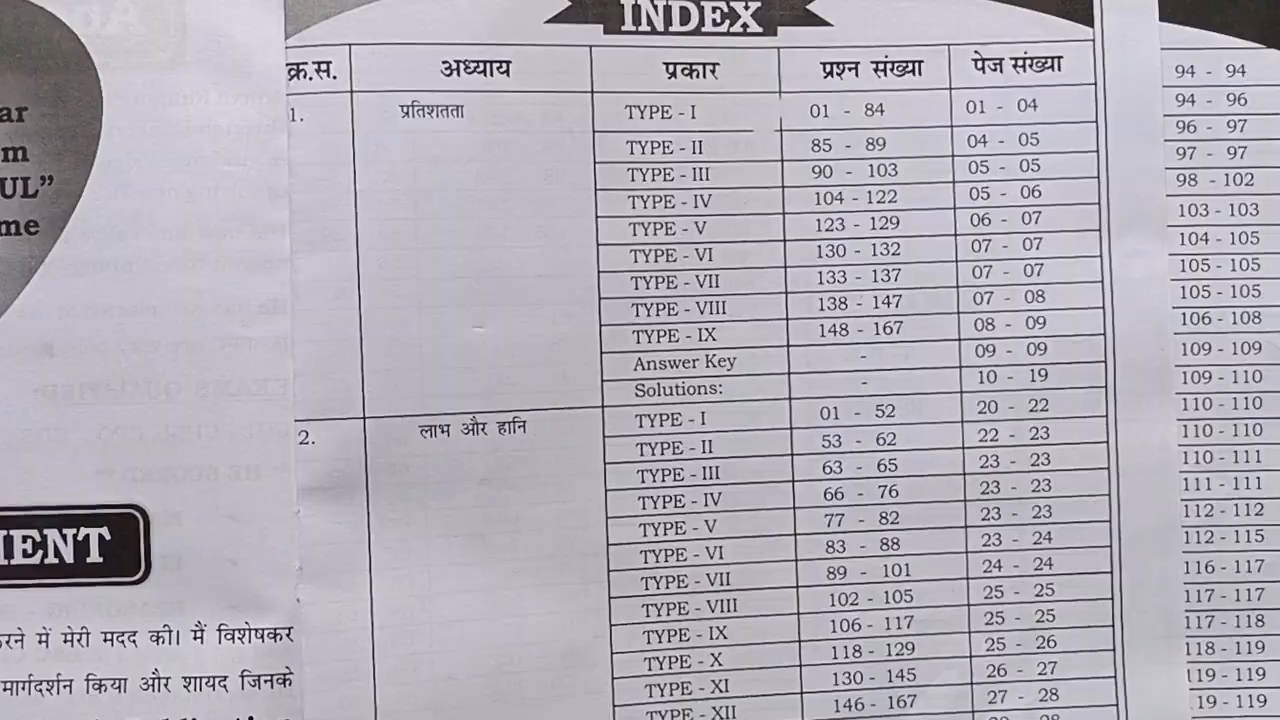 INDEX
क्र.स. अध्याय प्रकार प्रश्न संख्या पेज संख्या
1. प्रतिशतता TYPE - I 01 - 84 01 - 04
TYPE - II 85 - 89 04 - 05
TYPE - III 90 - 103 05 - 05
TYPE - IV 104 - 122 05 - 06
TYPE - V 123 - 129 06 - 07
TYPE - VI 130 - 132 07 - 07
TYPE - VII 133 - 137 07 - 07
TYPE - VIII 138 - 147 07 - 08
TYPE - IX 148 - 167 08 - 09
Answer Key - 09 - 09
Solutions: - 10 - 19
2. लाभ और हानि TYPE - I 01 - 52 20 - 22
TYPE - II 53 - 62 22 - 23
TYPE - III 63 - 65 23 - 23
TYPE - IV 66 - 76 23 - 23
TYPE - V 77 - 82 23 - 23
TYPE - VI 83 - 88 23 - 24
TYPE - VII 89 - 101 24 - 24
TYPE - VIII 102 - 105 25 - 25
TYPE - IX 106 - 117 25 - 25
TYPE - X 118 - 129 25 - 26
TYPE - XI 130 - 145 26 - 27
TYPE - XII 146 - 167 27 - 28
ar
m
UL”
me
MENT
रने में मेरी मदद की। मैं विशेषकर
मार्गदर्शन किया और शायद जिनके
94 - 94
94 - 96
96 - 97
97 - 97
98 - 102
103 - 103
104 - 105
105 - 105
105 - 105
106 - 108
109 - 109
109 - 110
110 - 110
110 - 110
110 - 111
111 - 111
112 - 112
112 - 115
116 - 117
117 - 117
117 - 118
118 - 119
119 - 119
19 - 119